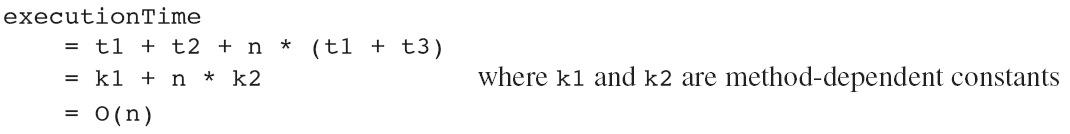 executionTime
= t1 + t2 + n * (t1 + t3)
= k1 + n * k2 where k1 and k2 are method-dependent constants
= O(n)